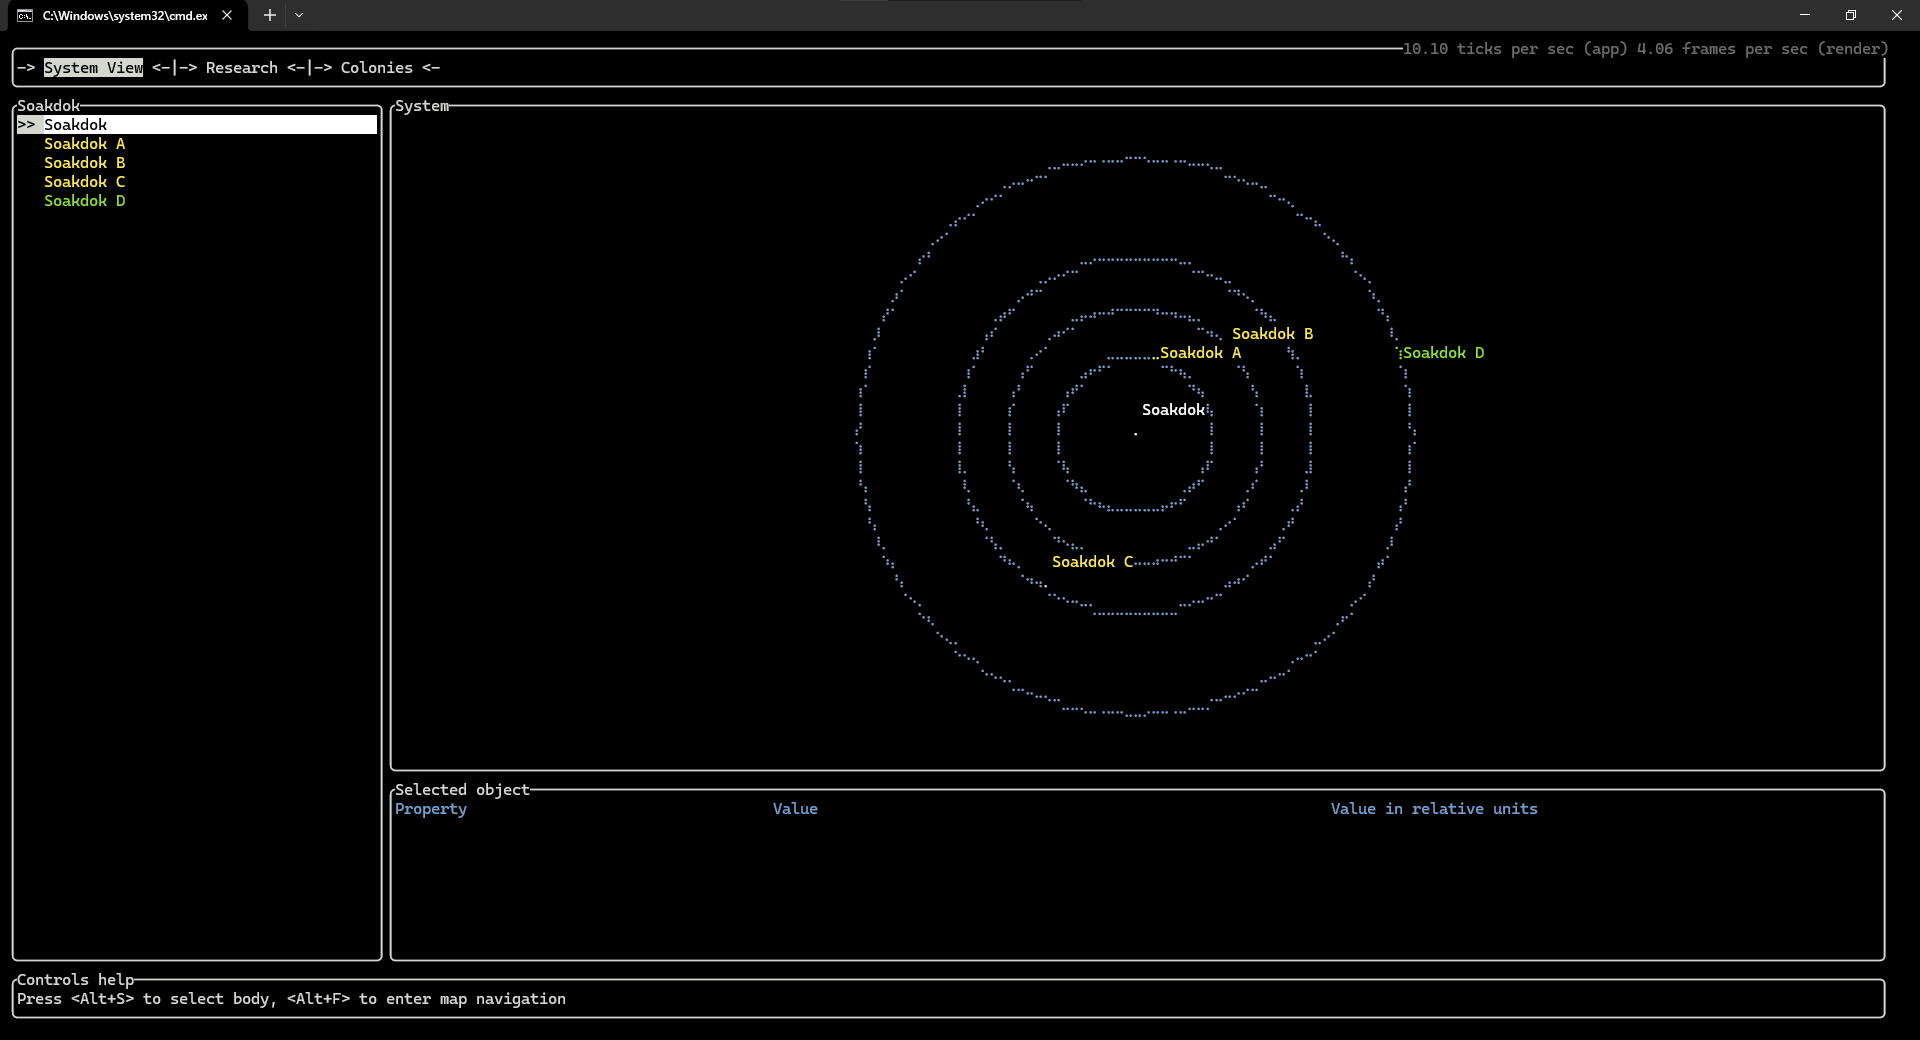 C:\Windows\system32\cmd.ex
10.10 ticks per sec (app) 4.06 frames per sec (render)
-> System View <-|-> Research <-|-> Colonies <-
Soakdok
>> Soakdok
Soakdok A
Soakdok B
Soakdok C
Soakdok D
System
Soakdok B
Soakdok A
Soakdok D
Soakdok
Soakdok C
Selected object
Property Value Value in relative units
Controls help
Press <Alt+S> to select body, <Alt+F> to enter map navigation